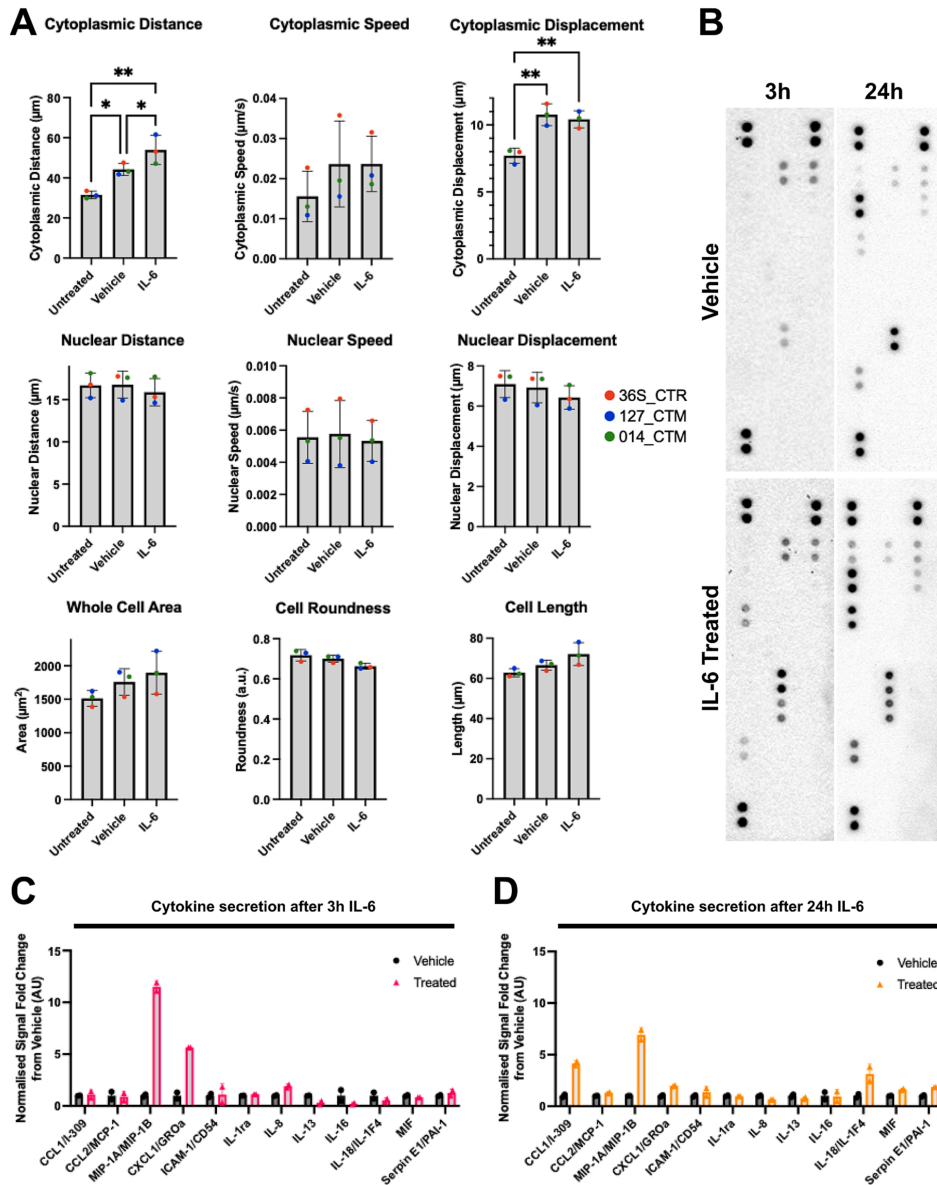 A
Cytoplasmic Distance
Cytoplasmic Speed
Cytoplasmic Displacement
**
*
*
**
**
Cytoplasmic Distance (µm)
80
60
40
20
0
Untreated
Vehicle
IL-6
Cytoplasmic Speed (µm/s)
0.04
0.03
0.02
0.01
0.00
Untreated
Vehicle
IL-6
Cytoplasmic Displacement (µm)
10
5
0
Untreated
Vehicle
IL-6
Nuclear Distance
Nuclear Speed
Nuclear Displacement
Nuclear Distance (µm)
15
10
5
0
Untreated
Vehicle
IL-6
Nuclear Speed (µm/s)
0.010
0.008
0.006
0.004
0.002
0.000
Untreated
Vehicle
IL-6
Nuclear Displacement (µm)
8
6
4
2
0
Untreated
Vehicle
IL-6
36S_CTR
127_CTM
014_CTM
Whole Cell Area
Cell Roundness
Cell Length
Area (µm²)
2000
1500
1000
500
0
Untreated
Vehicle
IL-6
Roundness (a.u.)
0.8
0.6
0.4
0.2
0.0
Untreated
Vehicle
IL-6
Length (µm)
80
60
40
20
0
Untreated
Vehicle
IL-6
B
3h
24h
Vehicle
IL-6 Treated
C
Cytokine secretion after 3h IL-6
Normalised Signal Fold Change
from Vehicle (AU)
15
10
5
0
Vehicle
Treated
CCL1/I-309
CCL2/MCP-1
MIP-1A/MIP-1B
CXCL1/GROa
ICAM-1/CD54
IL-1ra
IL-8
IL-13
IL-16
IL-18/IL-1F4
MIF
Serpin E1/PAI-1
D
Cytokine secretion after 24h IL-6
Normalised Signal Fold Change
from Vehicle (AU)
15
10
5
0
Vehicle
Treated
CCL1/I-309
CCL2/MCP-1
MIP-1A/MIP-1B
CXCL1/GROa
ICAM-1/CD54
IL-1ra
IL-8
IL-13
IL-16
IL-18/IL-1F4
MIF
Serpin E1/PAI-1